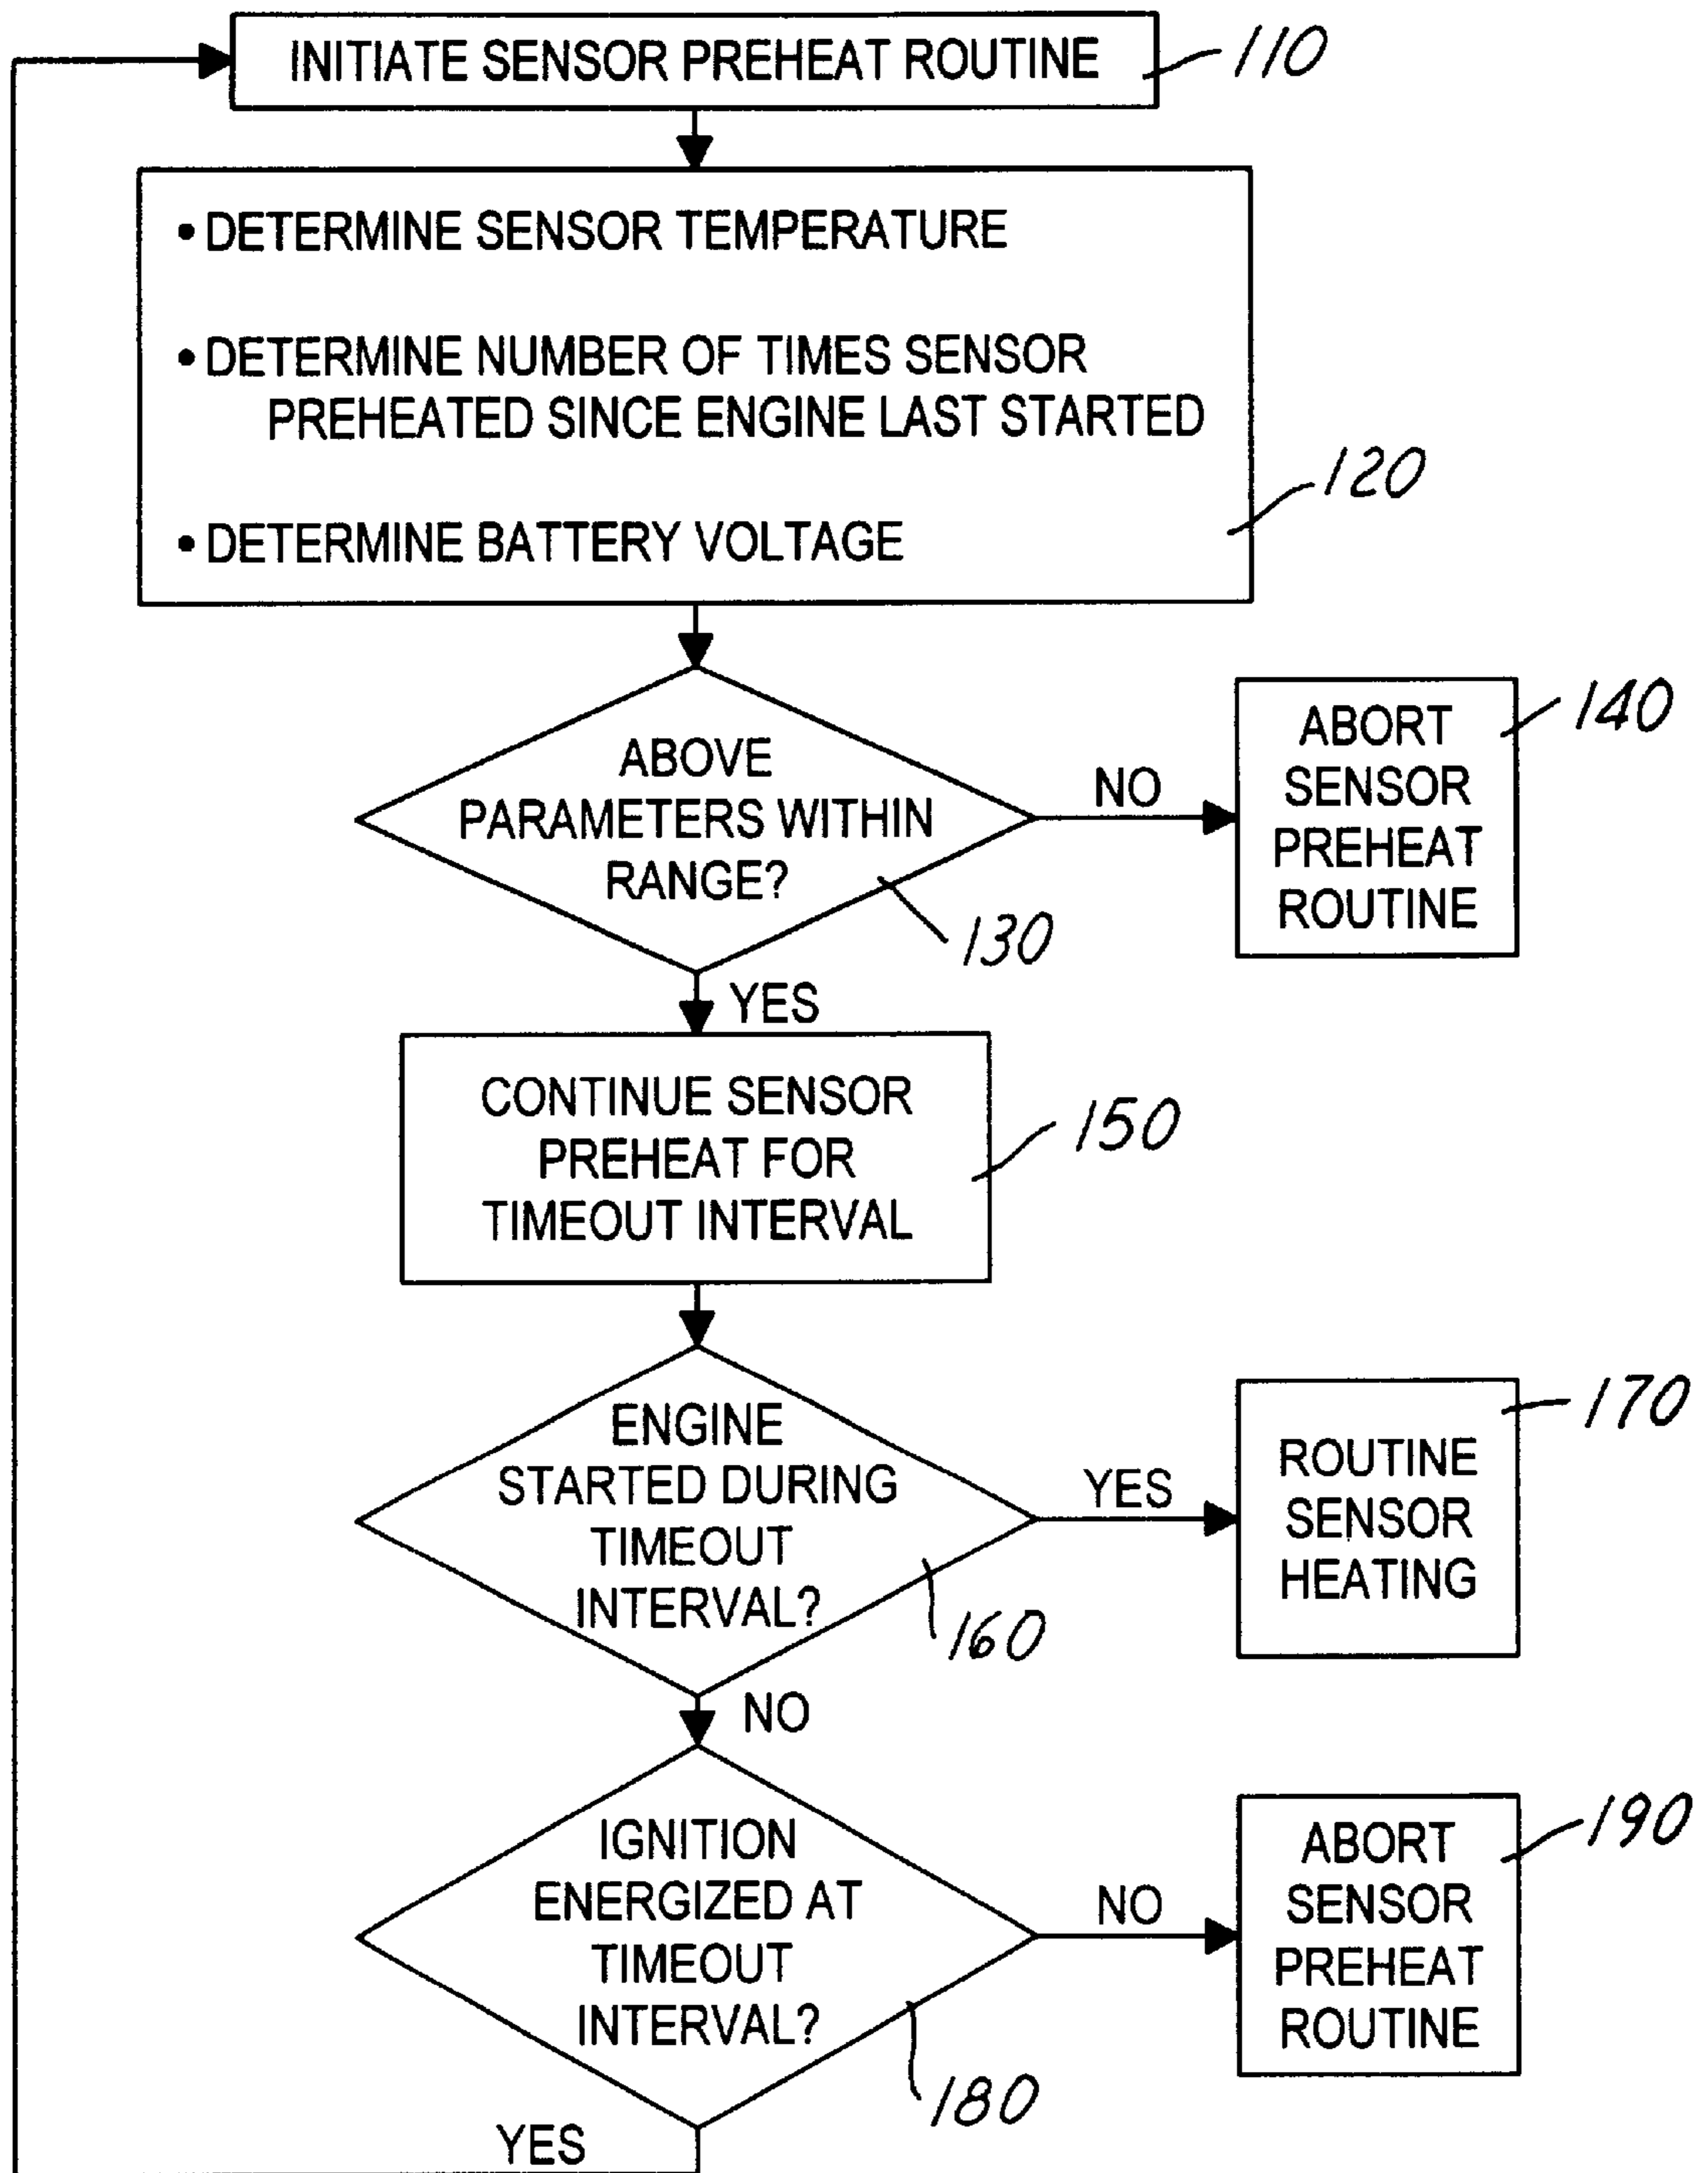 INITIATE SENSOR PREHEAT ROUTINE
110
• DETERMINE SENSOR TEMPERATURE
• DETERMINE NUMBER OF TIMES SENSOR
PREHEATED SINCE ENGINE LAST STARTED
• DETERMINE BATTERY VOLTAGE
120
ABOVE
PARAMETERS WITHIN
RANGE?
130
NO
ABORT
SENSOR
PREHEAT
ROUTINE
140
YES
CONTINUE SENSOR
PREHEAT FOR
TIMEOUT INTERVAL
150
ENGINE
STARTED DURING
TIMEOUT
INTERVAL?
160
YES
ROUTINE
SENSOR
HEATING
170
NO
IGNITION
ENERGIZED AT
TIMEOUT
INTERVAL?
180
NO
ABORT
SENSOR
PREHEAT
ROUTINE
190
YES